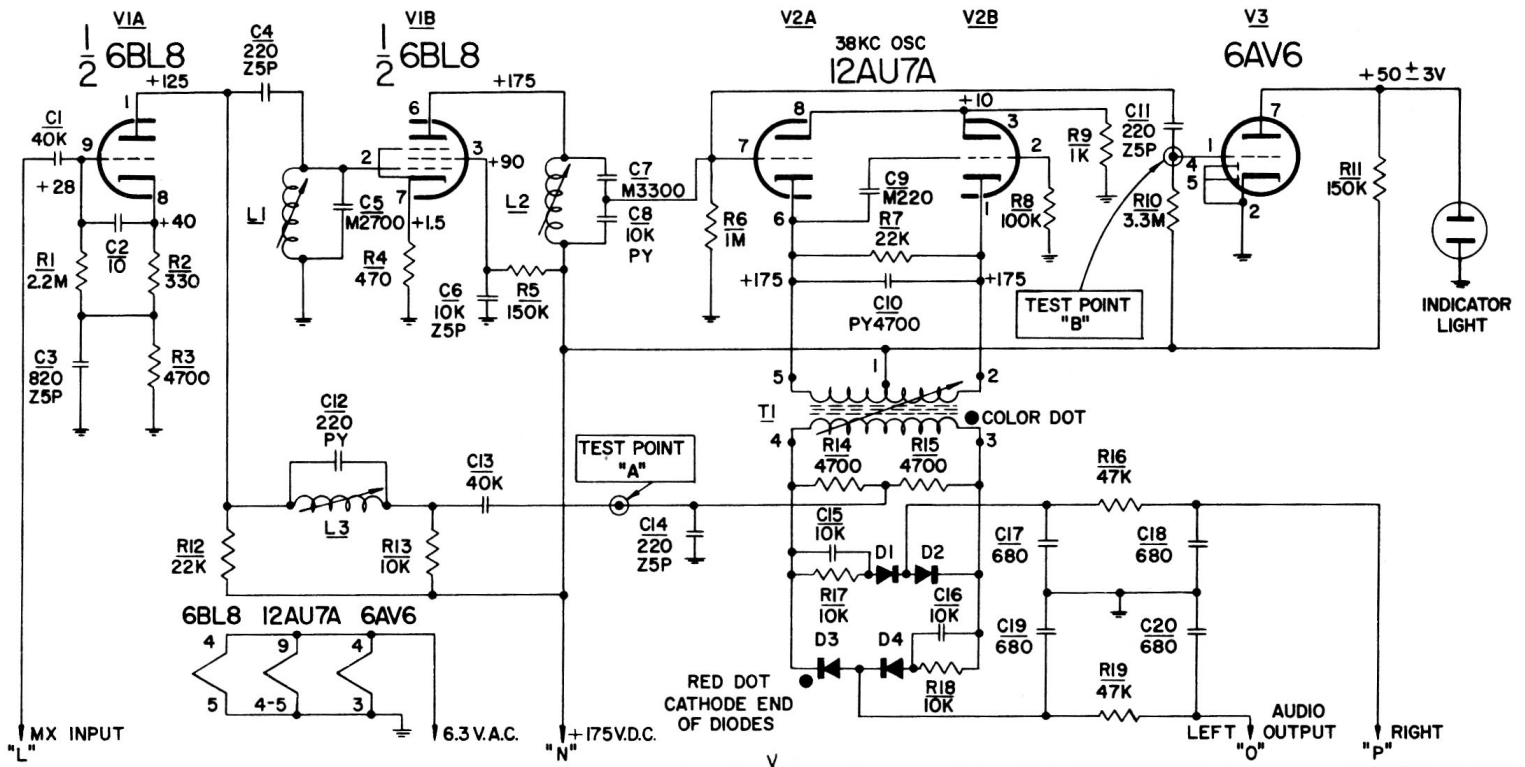 V1A
1/2 6BL8
V1B
1/2 6BL8
V2A
V2B
38KC OSC
12AU7A
V3
6AV6
C4
220
Z5P
+125
1
C1
40K
9
+28
8
+40
C2
10
R1
2.2M
R2
330
C3
820
Z5P
R3
4700
L1
6
+175
2
3
+90
7
C5
M2700
+1.5
R4
470
C6
10K
Z5P
R5
150K
L2
C7
M3300
C8
10K
PY
R6
1M
8
7
6
+10
3
2
1
C9
M220
R7
22K
R8
100K
R9
1K
+175
+175
C10
PY4700
C11
220
Z5P
1
4
5
7
2
R10
3.3M
+50 ± 3V
R11
150K
TEST POINT
"B"
INDICATOR
LIGHT
5
1
2
T1
COLOR DOT
4
3
C12
220
PY
L3
C13
40K
TEST POINT
"A"
R12
22K
R13
10K
C14
220
Z5P
R14
4700
R15
4700
C15
10K
D1
D2
R17
10K
C16
10K
D3
D4
R18
10K
R16
47K
C17
680
C18
680
C19
680
C20
680
R19
47K
RED DOT
CATHODE END
OF DIODES
6BL8 12AU7A 6AV6
4
9
4
5
4-5
3
MX INPUT
"L"
6.3 V.A.C.
+175V.D.C.
"N"
V
LEFT
"O"
AUDIO
OUTPUT
RIGHT
"P"